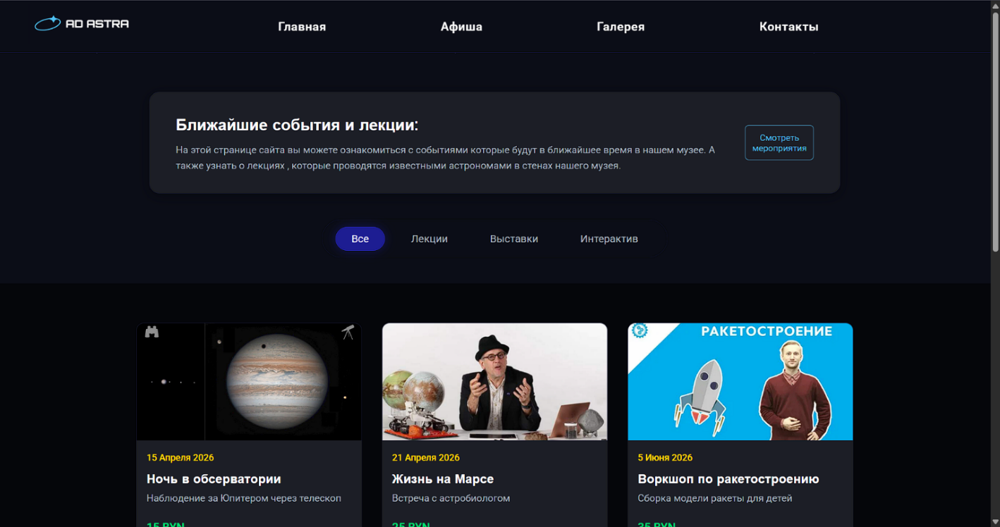 AD ASTRA
Главная
Афиша
Галерея
Контакты
Ближайшие события и лекции:
На этой странице сайта вы можете ознакомиться с событиями которые будут в ближайшее время в нашем музее. А
также узнать о лекциях , которые проводятся известными астрономами в стенах нашего музея.
Смотреть
мероприятия
Все
Лекции
Выставки
Интерактив
РАКЕТОСТРОЕНИЕ
15 Апреля 2026
Ночь в обсерватории
Наблюдение за Юпитером через телескоп
15 BYN
21 Апреля 2026
Жизнь на Марсе
Встреча с астробиологом
25 BYN
5 Июня 2026
Воркшоп по ракетостроению
Сборка модели ракеты для детей
35 BYN